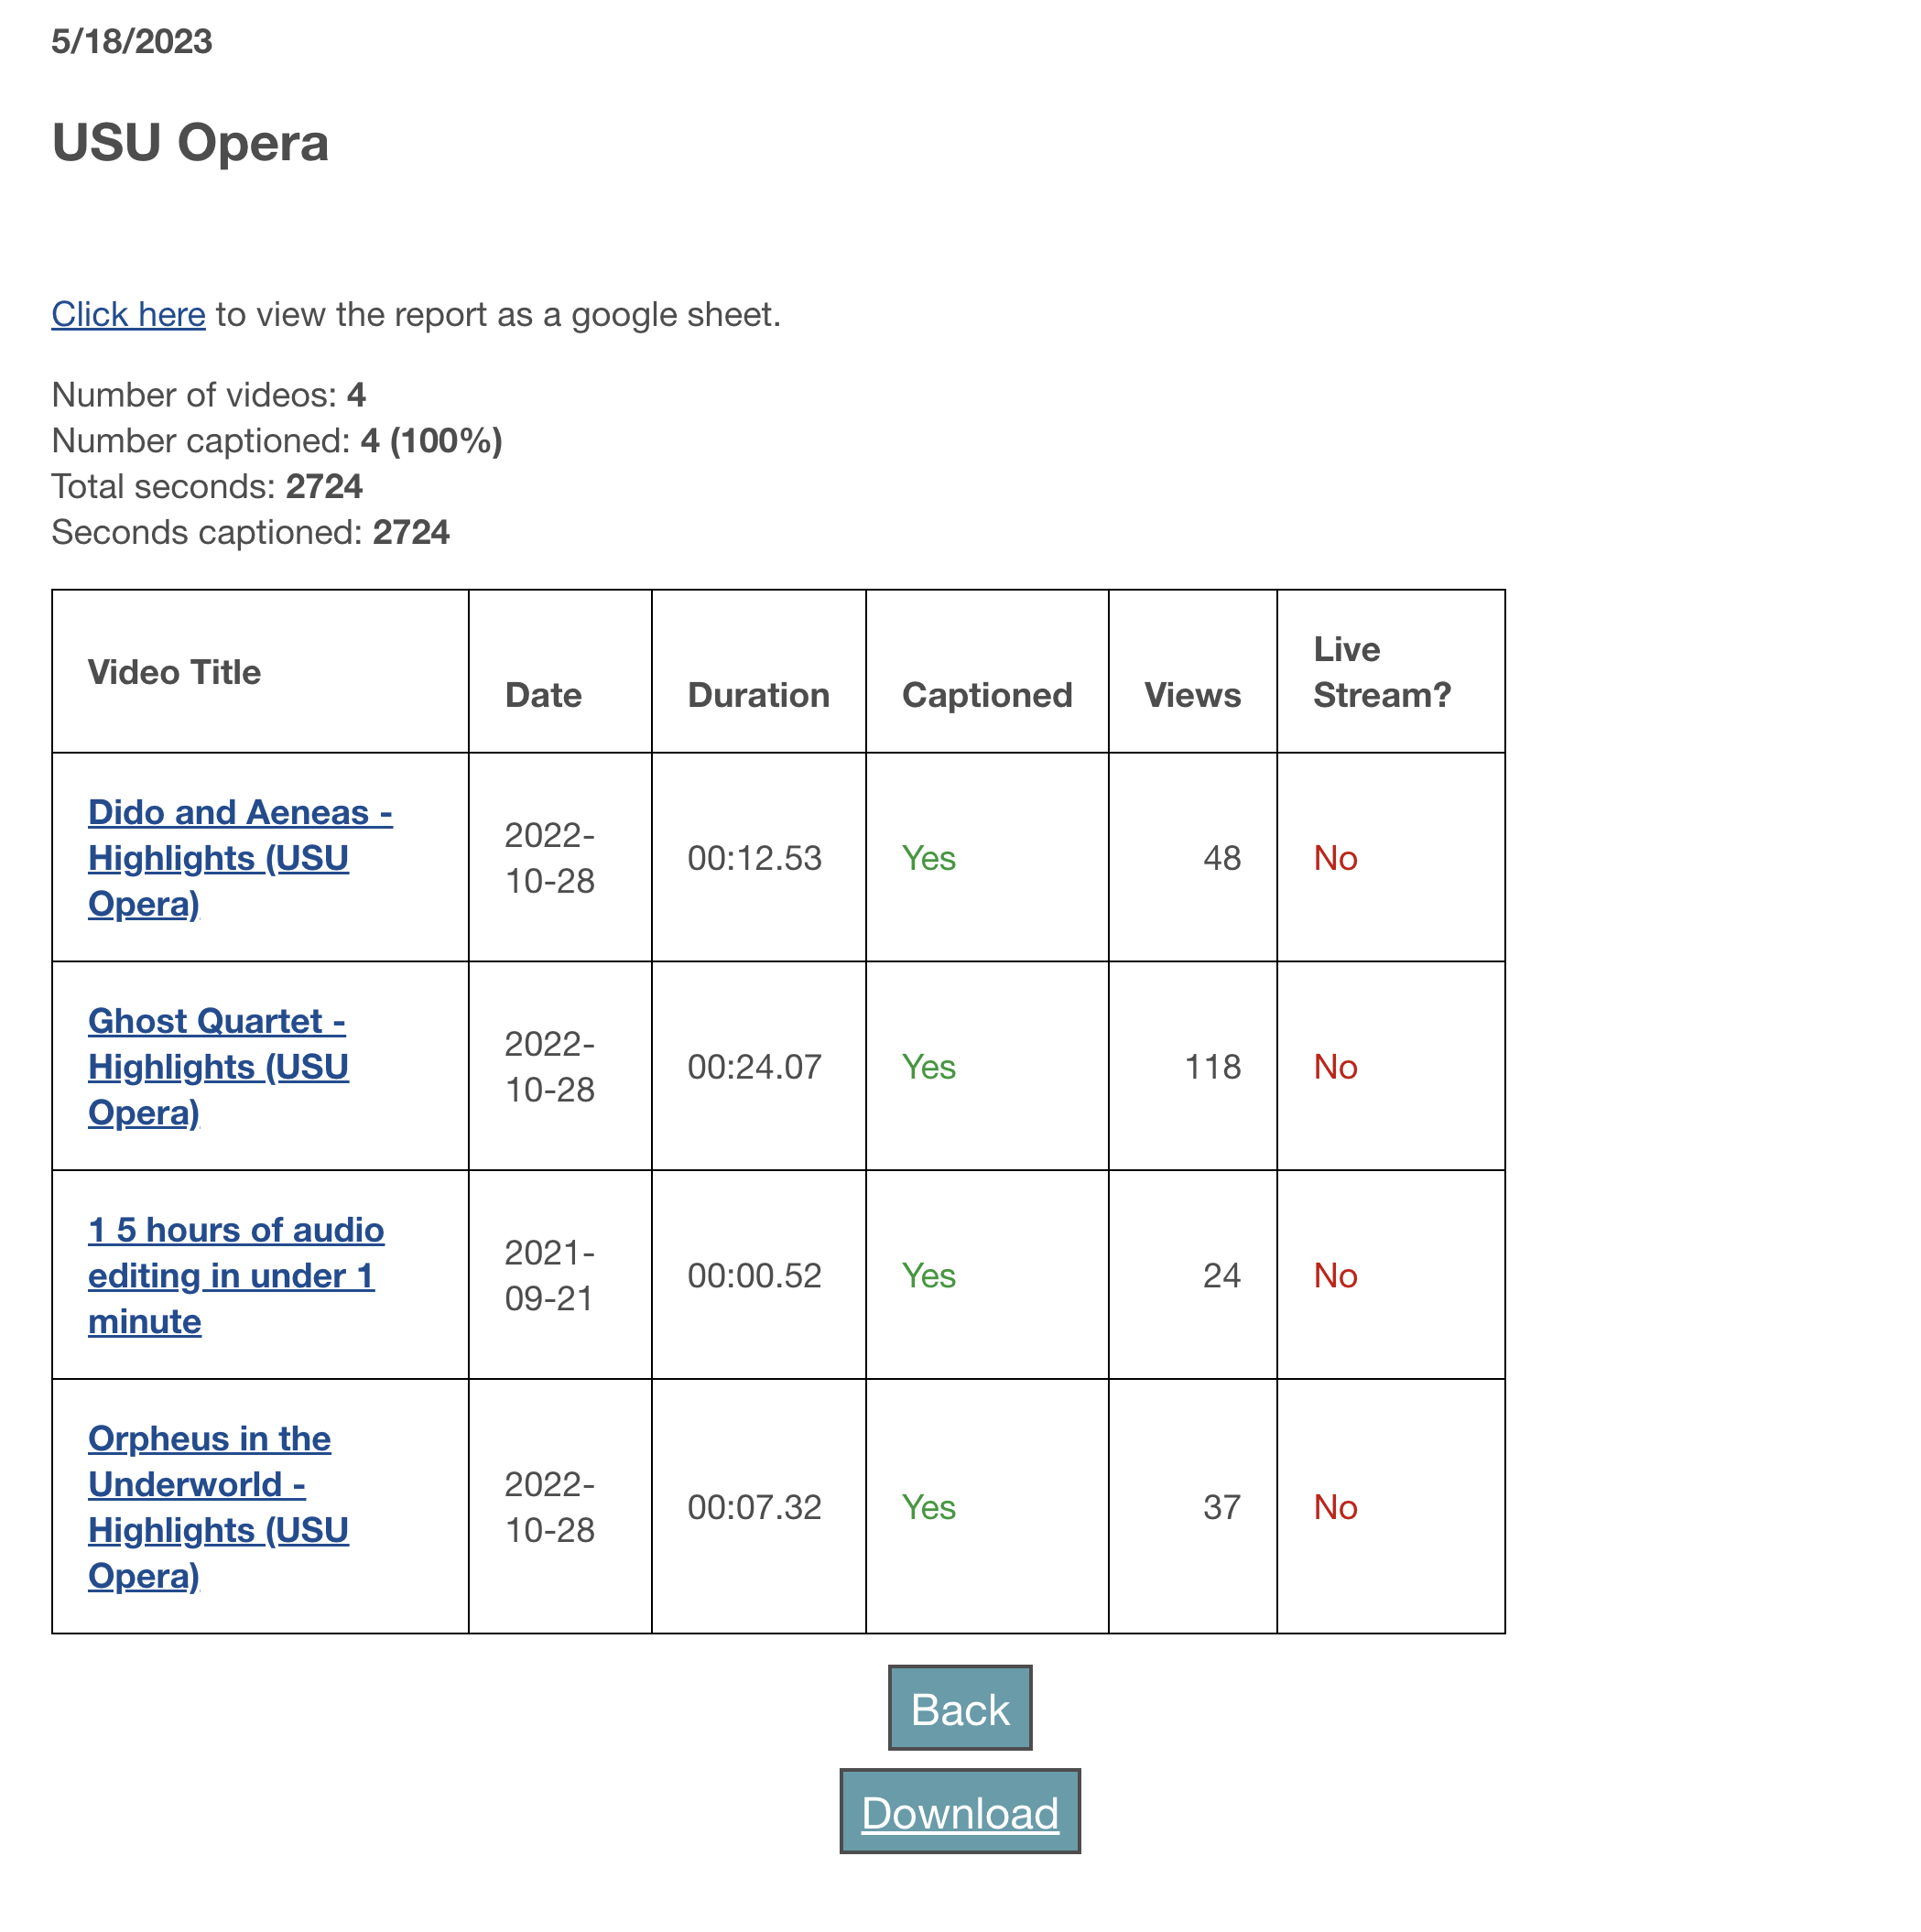 5/18/2023
USU Opera
Click here to view the report as a google sheet.
Number of videos: 4
Number captioned: 4 (100%)
Total seconds: 2724
Seconds captioned: 2724
Video Title
Date
Duration
Captioned
Views
Live
Stream?
Dido and Aeneas -
Highlights (USU
Opera)
2022-
10-28
00:12.53
Yes
48
No
Ghost Quartet -
Highlights (USU
Opera)
2022-
10-28
00:24.07
Yes
118
No
1 5 hours of audio
editing in under 1
minute
2021-
09-21
00:00.52
Yes
24
No
Orpheus in the
Underworld -
Highlights (USU
Opera)
2022-
10-28
00:07.32
Yes
37
No
Back
Download